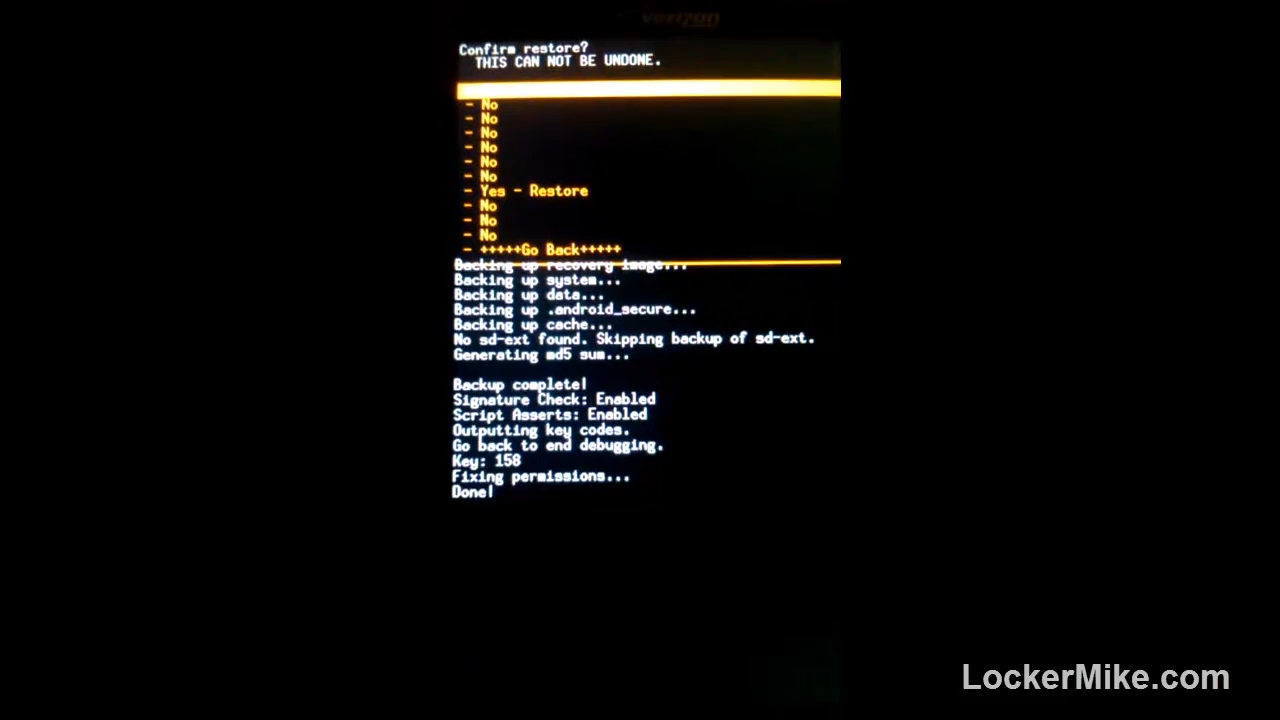 verizon
Confirm restore?
THIS CAN NOT BE UNDONE.
- No
- No
- No
- No
- No
- No
- Yes - Restore
- No
- No
- No
- +++++Go Back+++++
Backing up recovery image...
Backing up system...
Backing up data...
Backing up .android_secure...
Backing up cache...
No sd-ext found. Skipping backup of sd-ext.
Generating md5 sum...
Backup complete!
Signature Check: Enabled
Script Asserts: Enabled
Outputting key codes.
Go back to end debugging.
Key: 158
Fixing permissions...
Done!
LockerMike.com